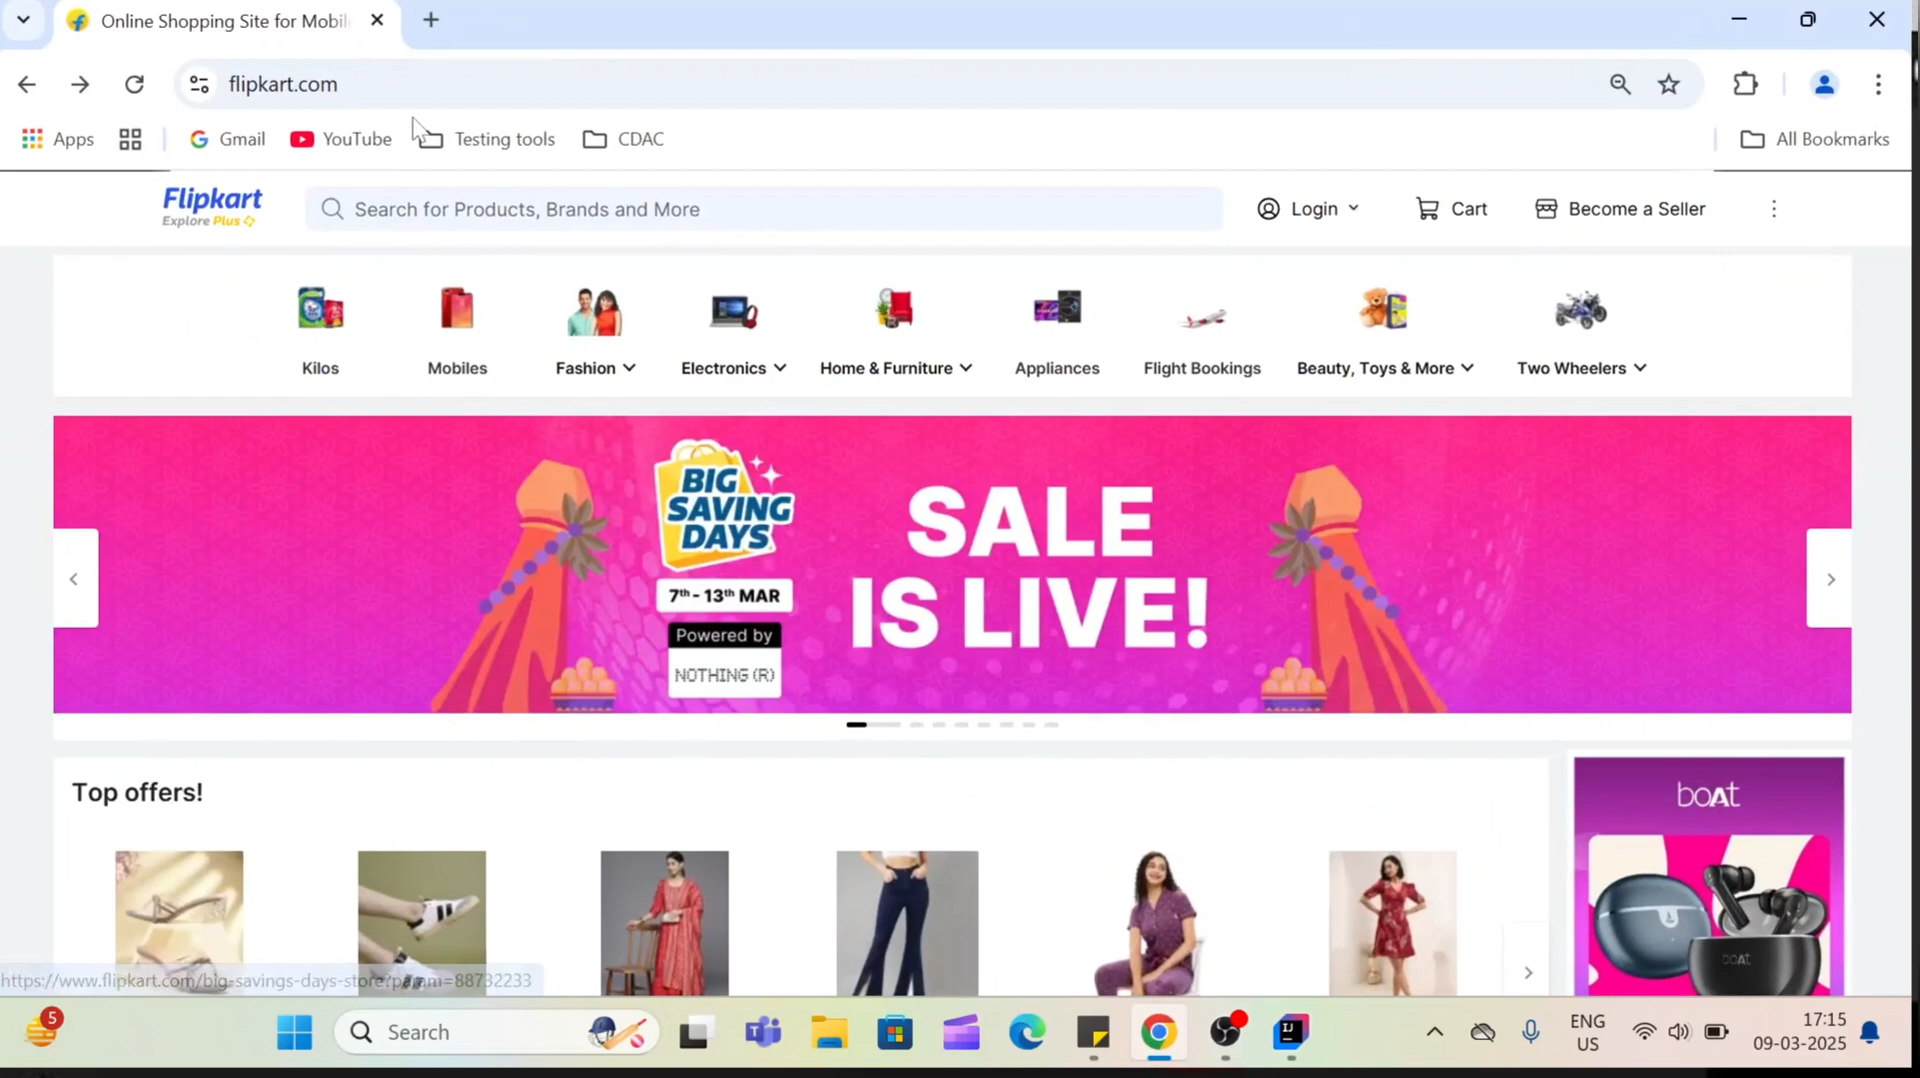 Online Shopping Site for Mobil
flipkart.com
Apps
Gmail
YouTube
Testing tools
CDAC
All Bookmarks
Flipkart
Explore Plus
Search for Products, Brands and More
Login
Cart
Become a Seller
Kilos
Mobiles
Fashion
Electronics
Home & Furniture
Appliances
Flight Bookings
Beauty, Toys & More
Two Wheelers
BIG
SAVING
DAYS
7th - 13th MAR
Powered by
NOTHING (R)
SALE
IS LIVE!
Top offers!
boAt
boAt
https://www.flipkart.com/big-savings-days-store?param=88732233
5
Search
ENG
US
17:15
09-03-2025